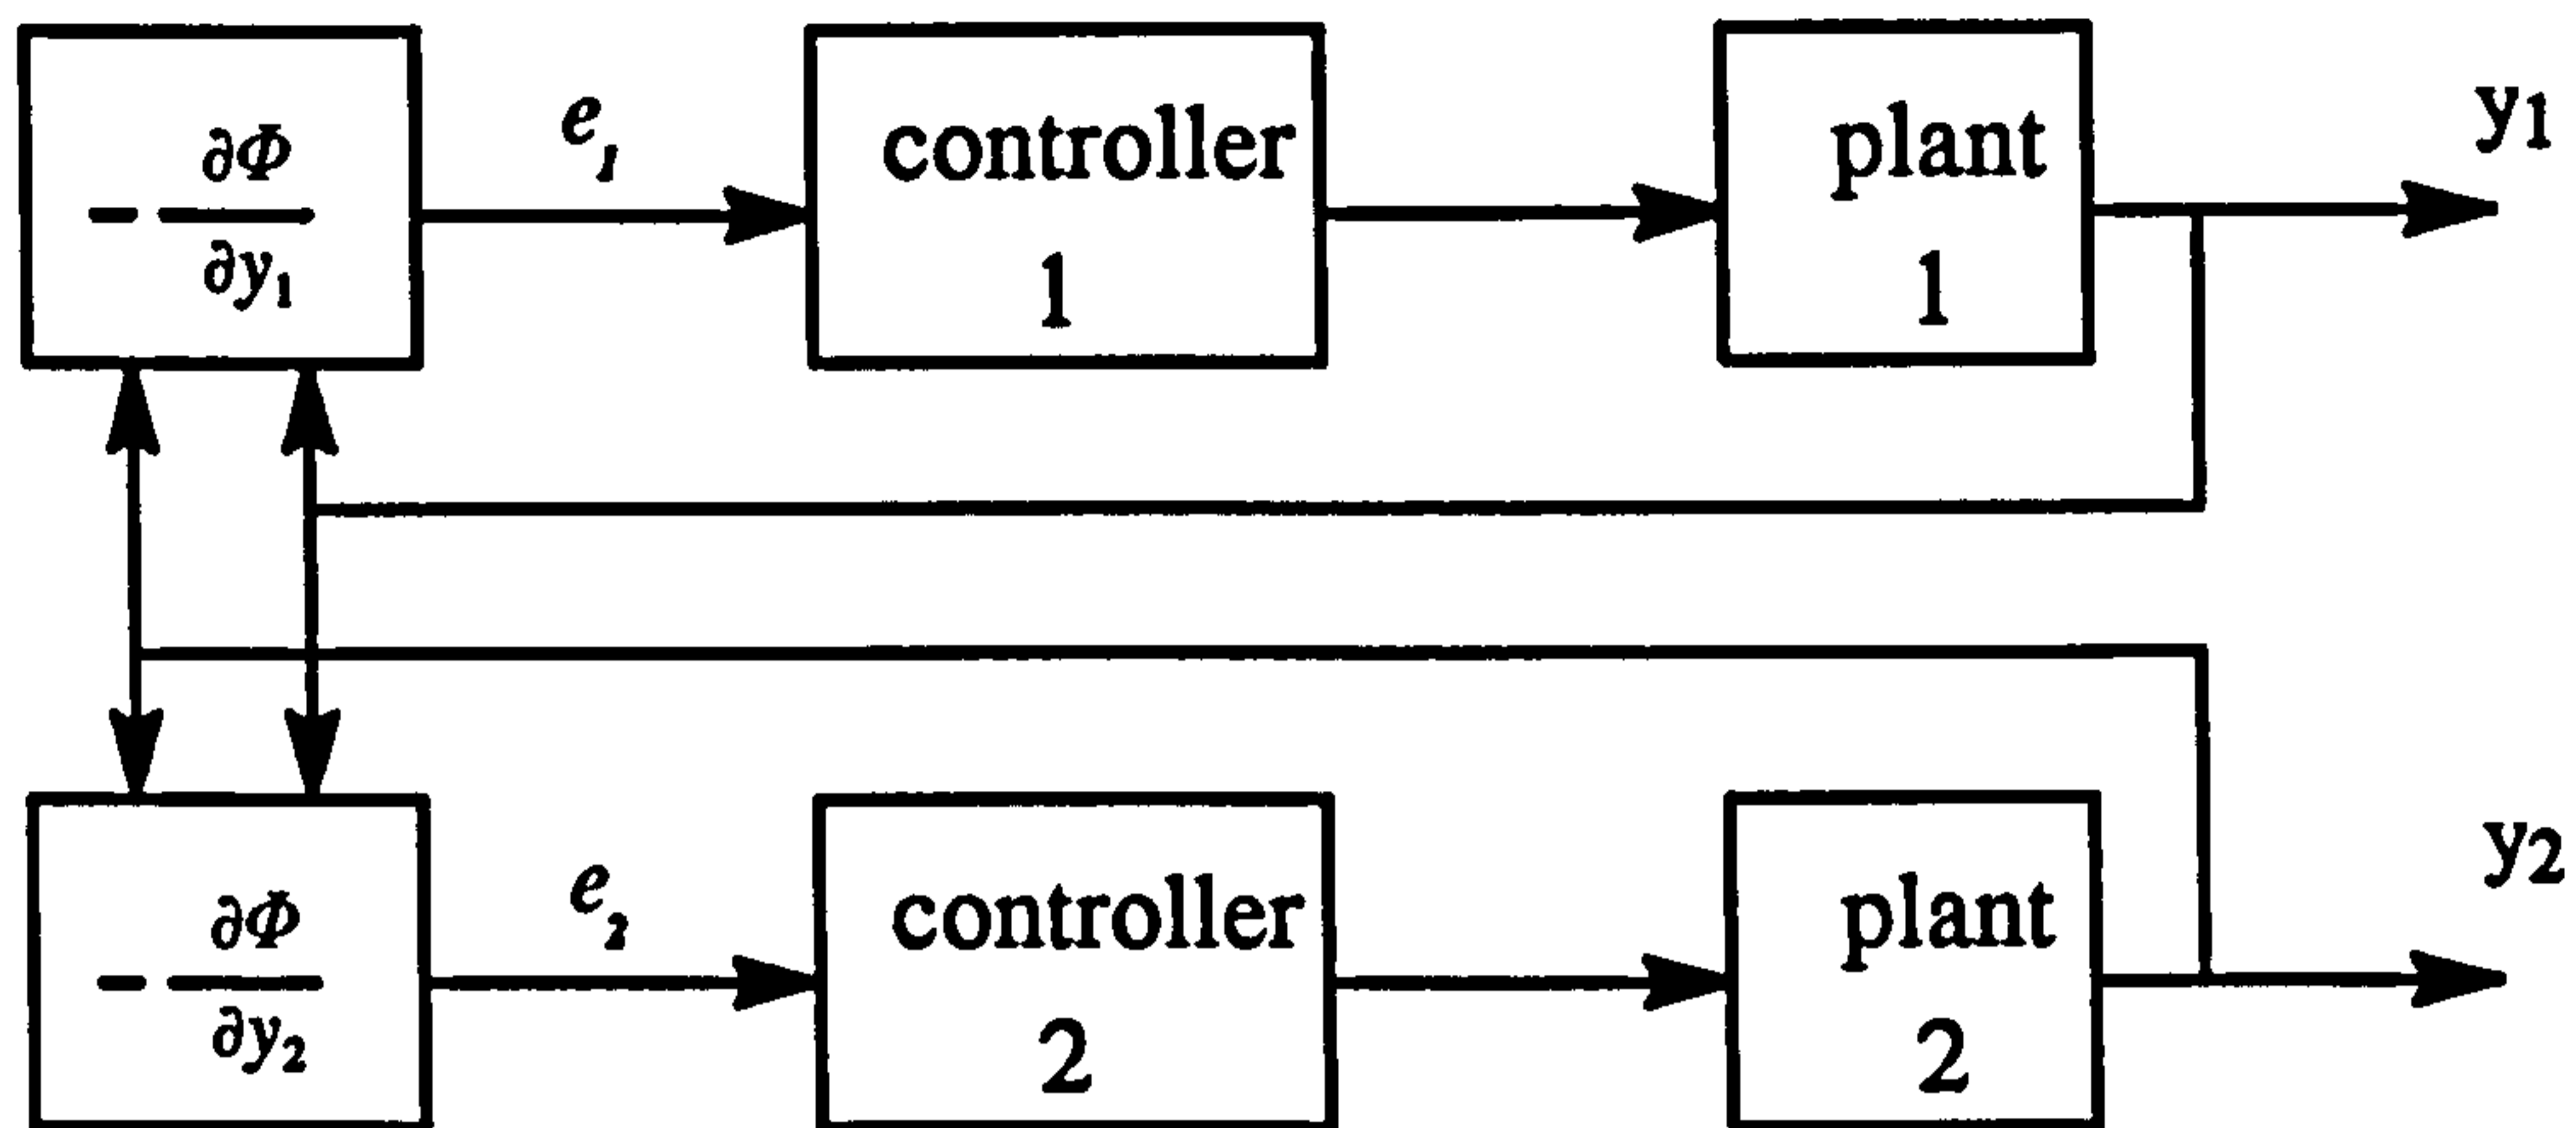 − ∂Φ/∂y₁
e₁
controller
1
plant
1
y₁
− ∂Φ/∂y₂
e₂
controller
2
plant
2
y₂